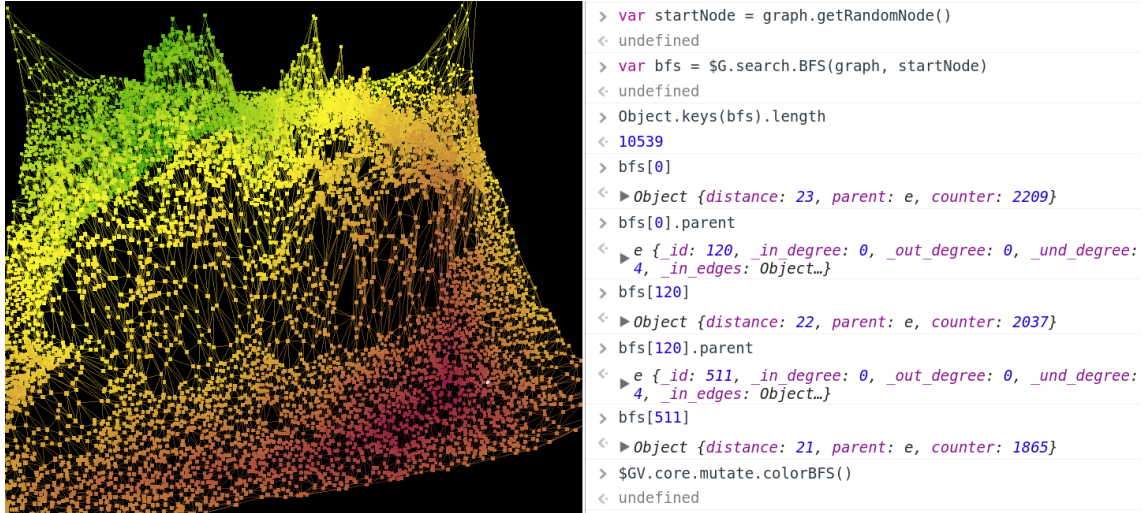 > var startNode = graph.getRandomNode()
< undefined
> var bfs = $G.search.BFS(graph, startNode)
< undefined
> Object.keys(bfs).length
< 10539
> bfs[0]
< ▶Object {distance: 23, parent: e, counter: 2209}
> bfs[0].parent
< ▶e {_id: 120, _in_degree: 0, _out_degree: 0, _und_degree:
4, _in_edges: Object…}
> bfs[120]
< ▶Object {distance: 22, parent: e, counter: 2037}
> bfs[120].parent
< ▶e {_id: 511, _in_degree: 0, _out_degree: 0, _und_degree:
4, _in_edges: Object…}
> bfs[511]
< ▶Object {distance: 21, parent: e, counter: 1865}
> $GV.core.mutate.colorBFS()
< undefined